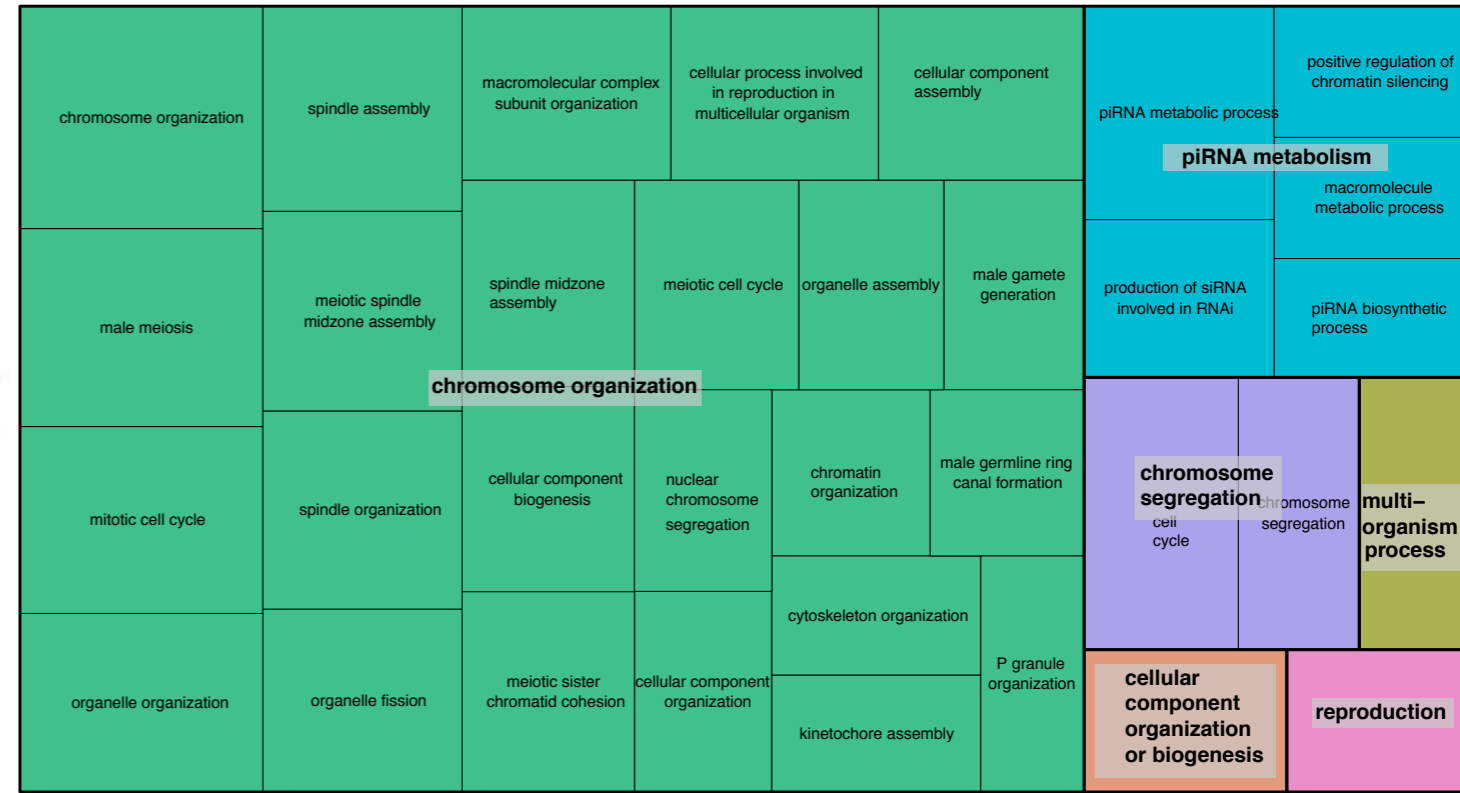 chromosome organization
spindle assembly
macromolecular complex
subunit organization
cellular process involved
in reproduction in
multicellular organism
cellular component
assembly
male meiosis
meiotic spindle
midzone assembly
spindle midzone
assembly
meiotic cell cycle
organelle assembly
male gamete
generation
chromosome organization
mitotic cell cycle
spindle organization
cellular component
biogenesis
nuclear
chromosome
segregation
chromatin
organization
male germline ring
canal formation
organelle organization
organelle fission
meiotic sister
chromatid cohesion
cellular component
organization
cytoskeleton organization
kinetochore assembly
P granule
organization
piRNA metabolic process
positive regulation of
chromatin silencing
piRNA metabolism
macromolecule
metabolic process
production of siRNA
involved in RNAi
piRNA biosynthetic
process
chromosome
segregation
cell
cycle
chromosome
segregation
multi−
organism
process
cellular
component
organization
or biogenesis
reproduction